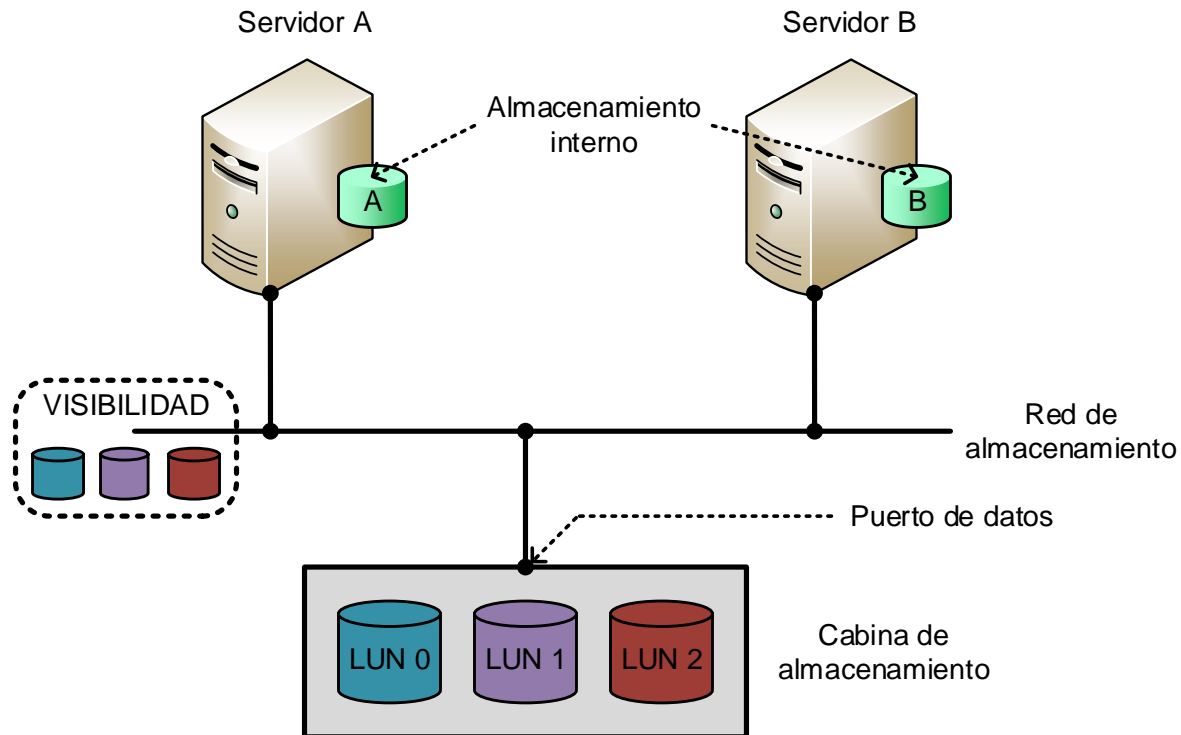 Servidor A
Servidor B
Almacenamiento
interno
A
B
VISIBILIDAD
Red de
almacenamiento
Puerto de datos
LUN 0
LUN 1
LUN 2
Cabina de
almacenamiento